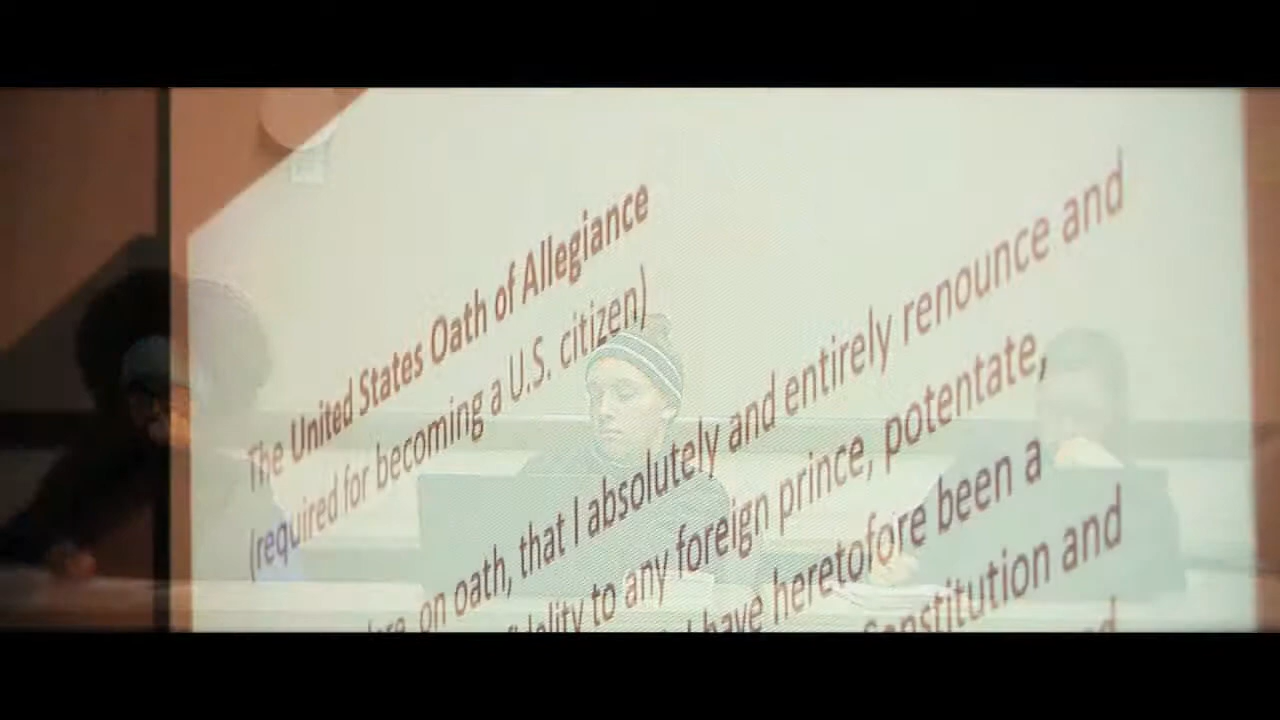 The United States Oath of Allegiance
(required for becoming a U.S. citizen)
on oath, that I absolutely and entirely renounce and
to any foreign prince, potentate,
have heretofore been a
and